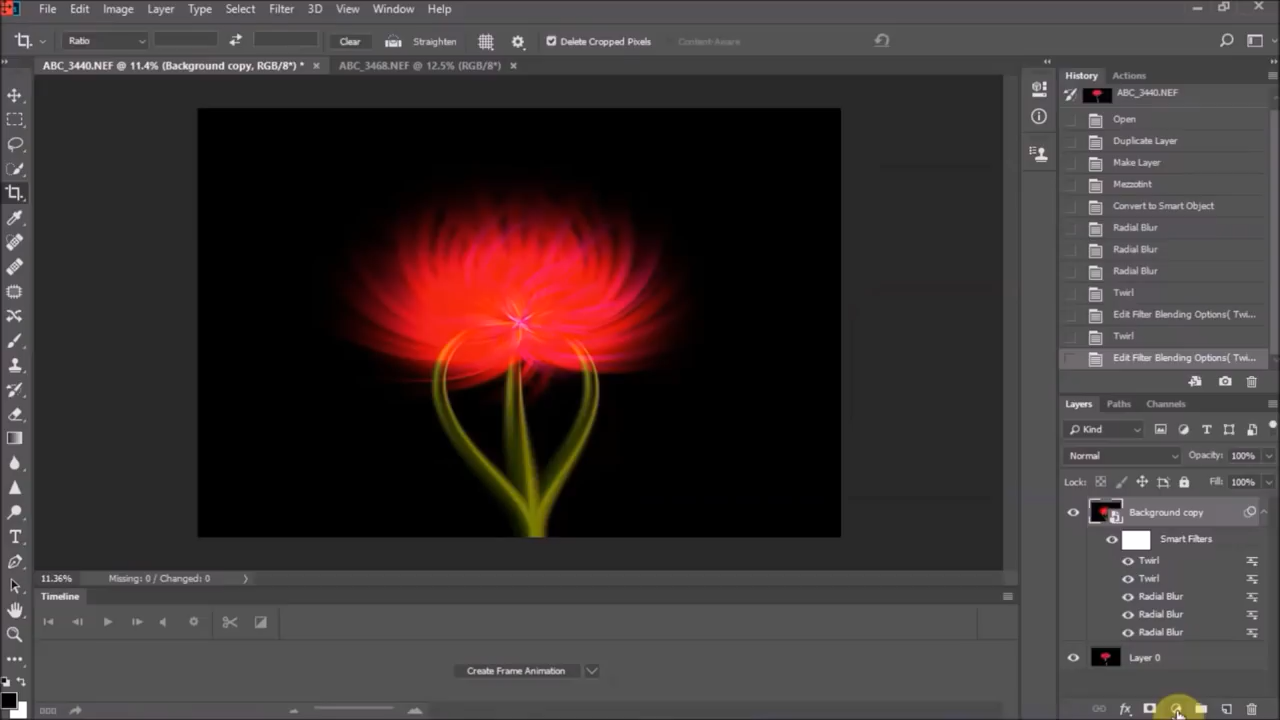 File Edit Image Layer Type Select Filter 3D View Window Help
Ratio Clear Straighten Delete Cropped Pixels Content-Aware
ABC_3440.NEF @ 11.4% (Background copy, RGB/8*) * × ABC_3468.NEF @ 12.5% (RGB/8*) ×
History Actions
ABC_3440.NEF
Open
Duplicate Layer
Make Layer
Mezzotint
Convert to Smart Object
Radial Blur
Radial Blur
Radial Blur
Twirl
Edit Filter Blending Options( Twi...
Twirl
Edit Filter Blending Options( Twi...
Layers Paths Channels
Kind
Normal Opacity: 100%
Lock: Fill: 100%
Background copy
Smart Filters
Twirl
Twirl
Radial Blur
Radial Blur
Radial Blur
Layer 0
11.36% Missing: 0 / Changed: 0
Timeline
Create Frame Animation